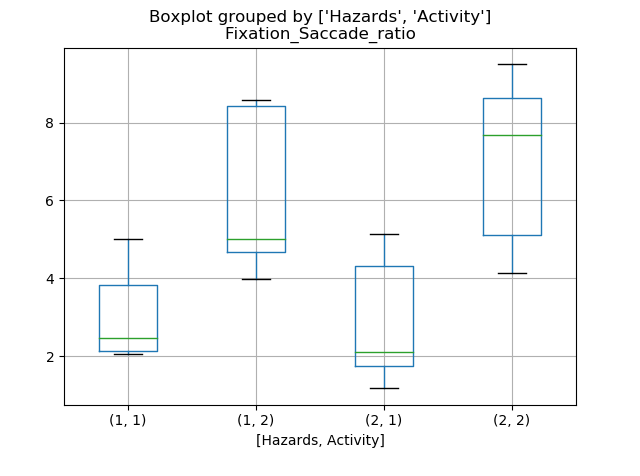 Boxplot grouped by ['Hazards', 'Activity']
Fixation_Saccade_ratio
8
6
4
2
(1, 1) (1, 2) (2, 1) (2, 2)
[Hazards, Activity]